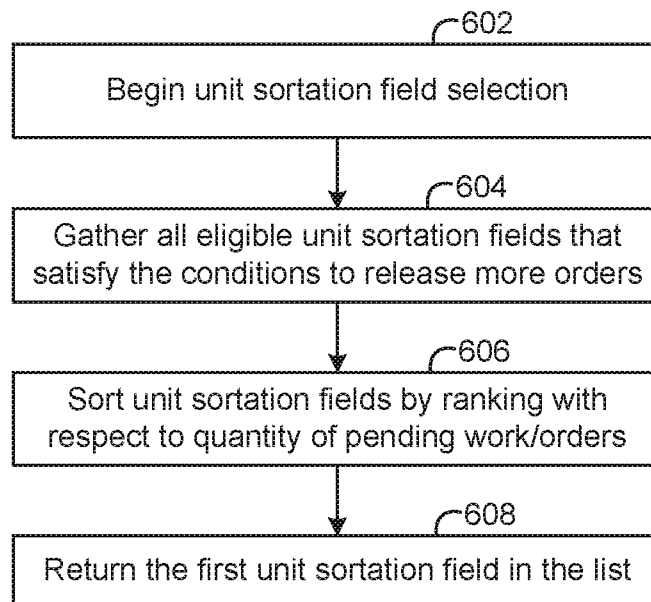 602
Begin unit sortation field selection
604
Gather all eligible unit sortation fields that
satisfy the conditions to release more orders
606
Sort unit sortation fields by ranking with
respect to quantity of pending work/orders
608
Return the first unit sortation field in the list